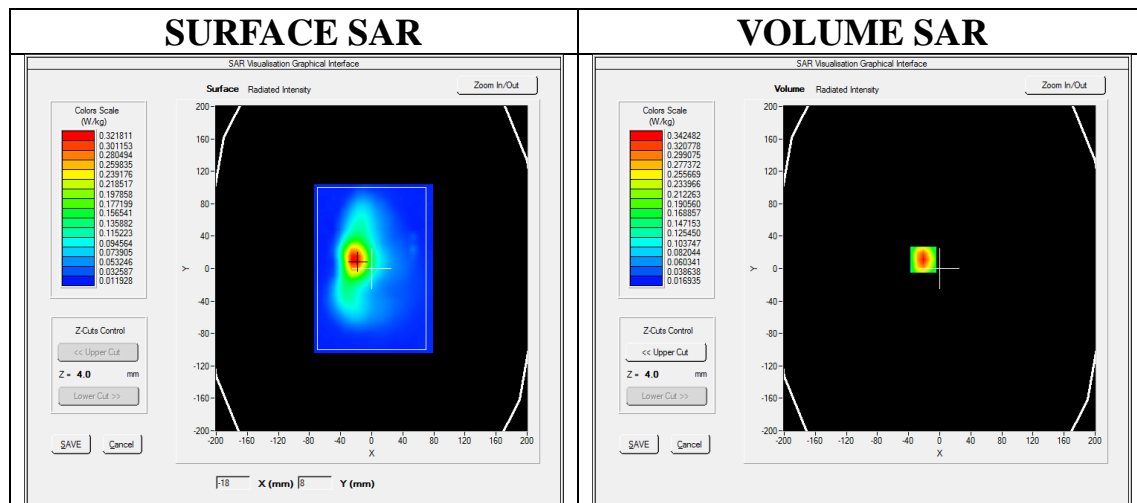 SURFACE SAR
SAR Visualisation Graphical Interface
Surface Radiated Intensity
Zoom In/Out
Colors Scale
(W/kg)
0.321811
0.301153
0.280494
0.259835
0.239176
0.218517
0.197858
0.177199
0.156541
0.135882
0.115223
0.094564
0.073905
0.053246
0.032587
0.011928
Z-Cuts Control
<< Upper Cut
Z = 4.0 mm
Lower Cut >>
SAVE Cancel
200
160
120
80
40
0
-40
-80
-120
-160
-200
Y
-200 -160 -120 -80 -40 0 40 80 120 160 200
X
-18 X (mm) 8 Y (mm)
VOLUME SAR
SAR Visualisation Graphical Interface
Volume Radiated Intensity
Zoom In/Out
Colors Scale
(W/kg)
0.342482
0.320778
0.299075
0.277372
0.255669
0.233966
0.212263
0.190560
0.168857
0.147153
0.125450
0.103747
0.082044
0.060341
0.038638
0.016935
Z-Cuts Control
<< Upper Cut
Z = 4.0 mm
Lower Cut >>
SAVE Cancel
200
160
120
80
40
0
-40
-80
-120
-160
-200
Y
-200 -160 -120 -80 -40 0 40 80 120 160 200
X